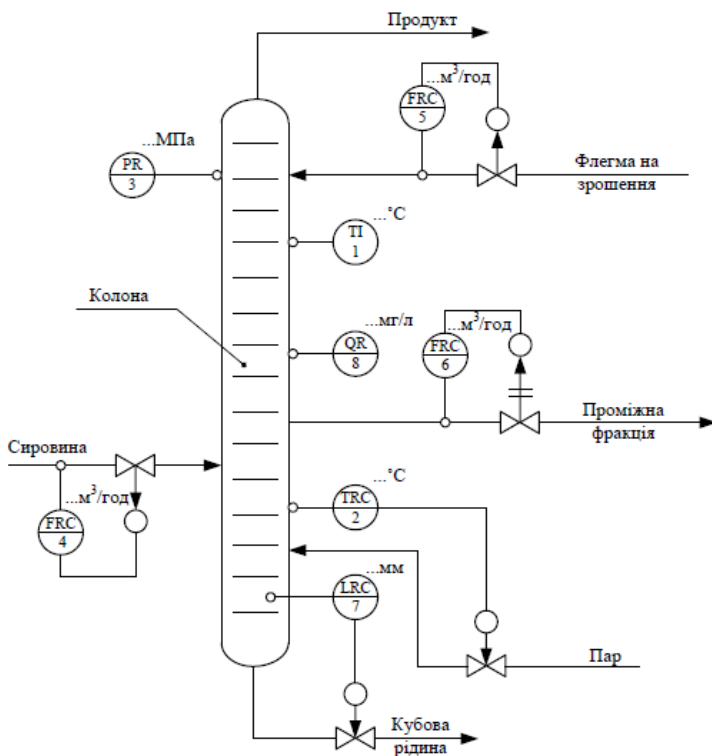 Продукт
...м³/год
FRC
5
...МПа
PR
3
Флегма на
зрошення
...˚C
TI
1
Колона
...мг/л
QR
8
...м³/год
FRC
6
Проміжна
фракція
Сировина
...м³/год
FRC
4
...˚C
TRC
2
...мм
LRC
7
Пар
Кубова
рідина